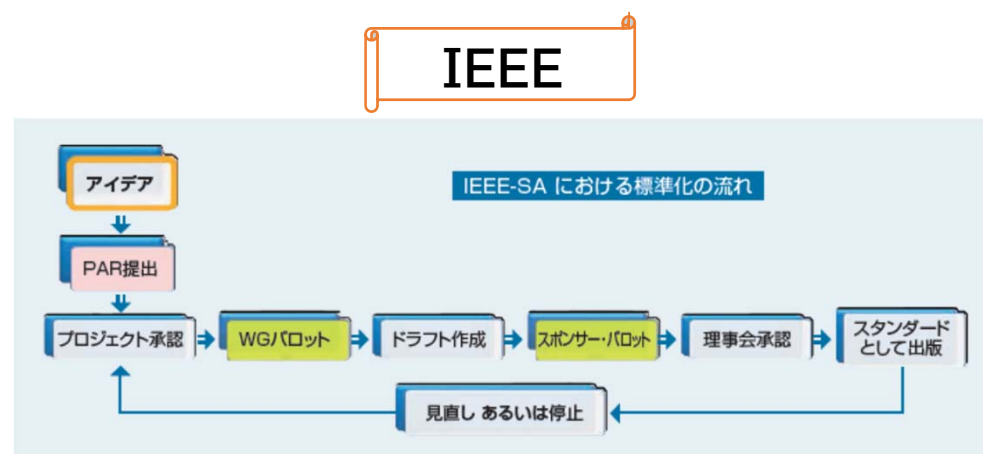 IEEE
IEEE-SA における標準化の流れ
アイデア
PAR提出
プロジェクト承認
WGバロット
ドラフト作成
スポンサー・バロット
理事会承認
スタンダード
として出版
見直し あるいは停止